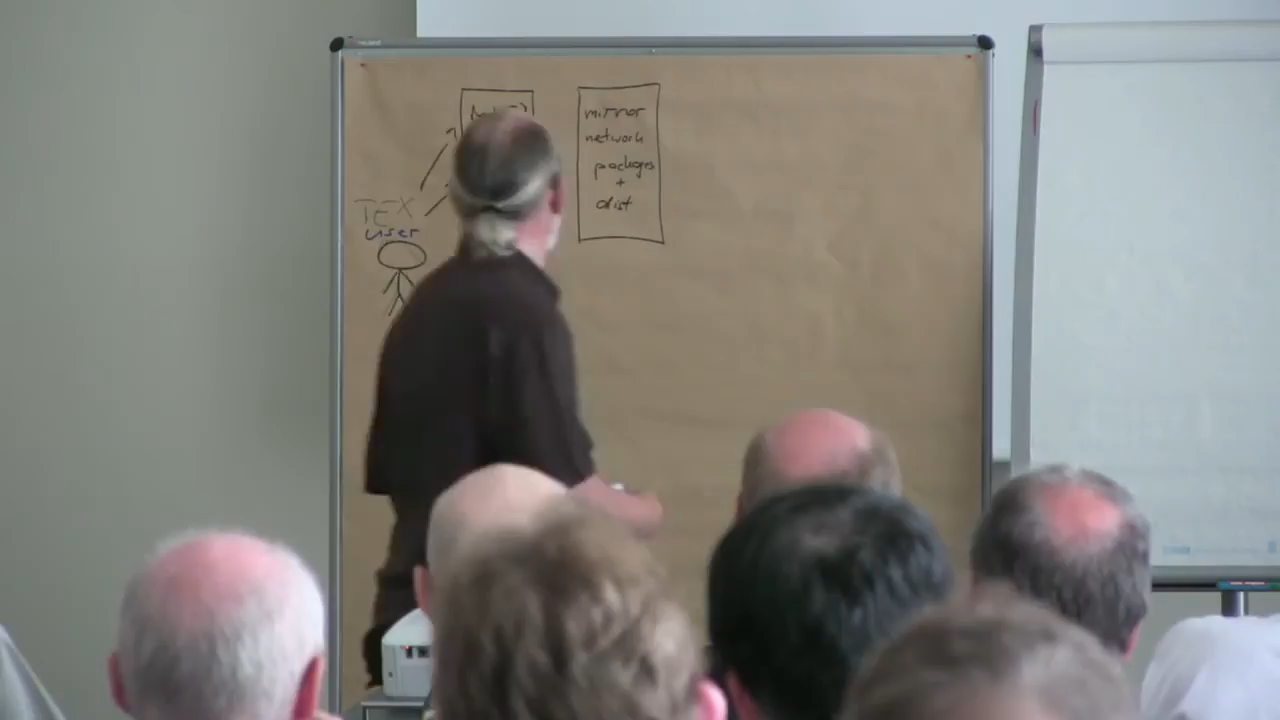 TEX
user
mirror
network
packages
+
dist